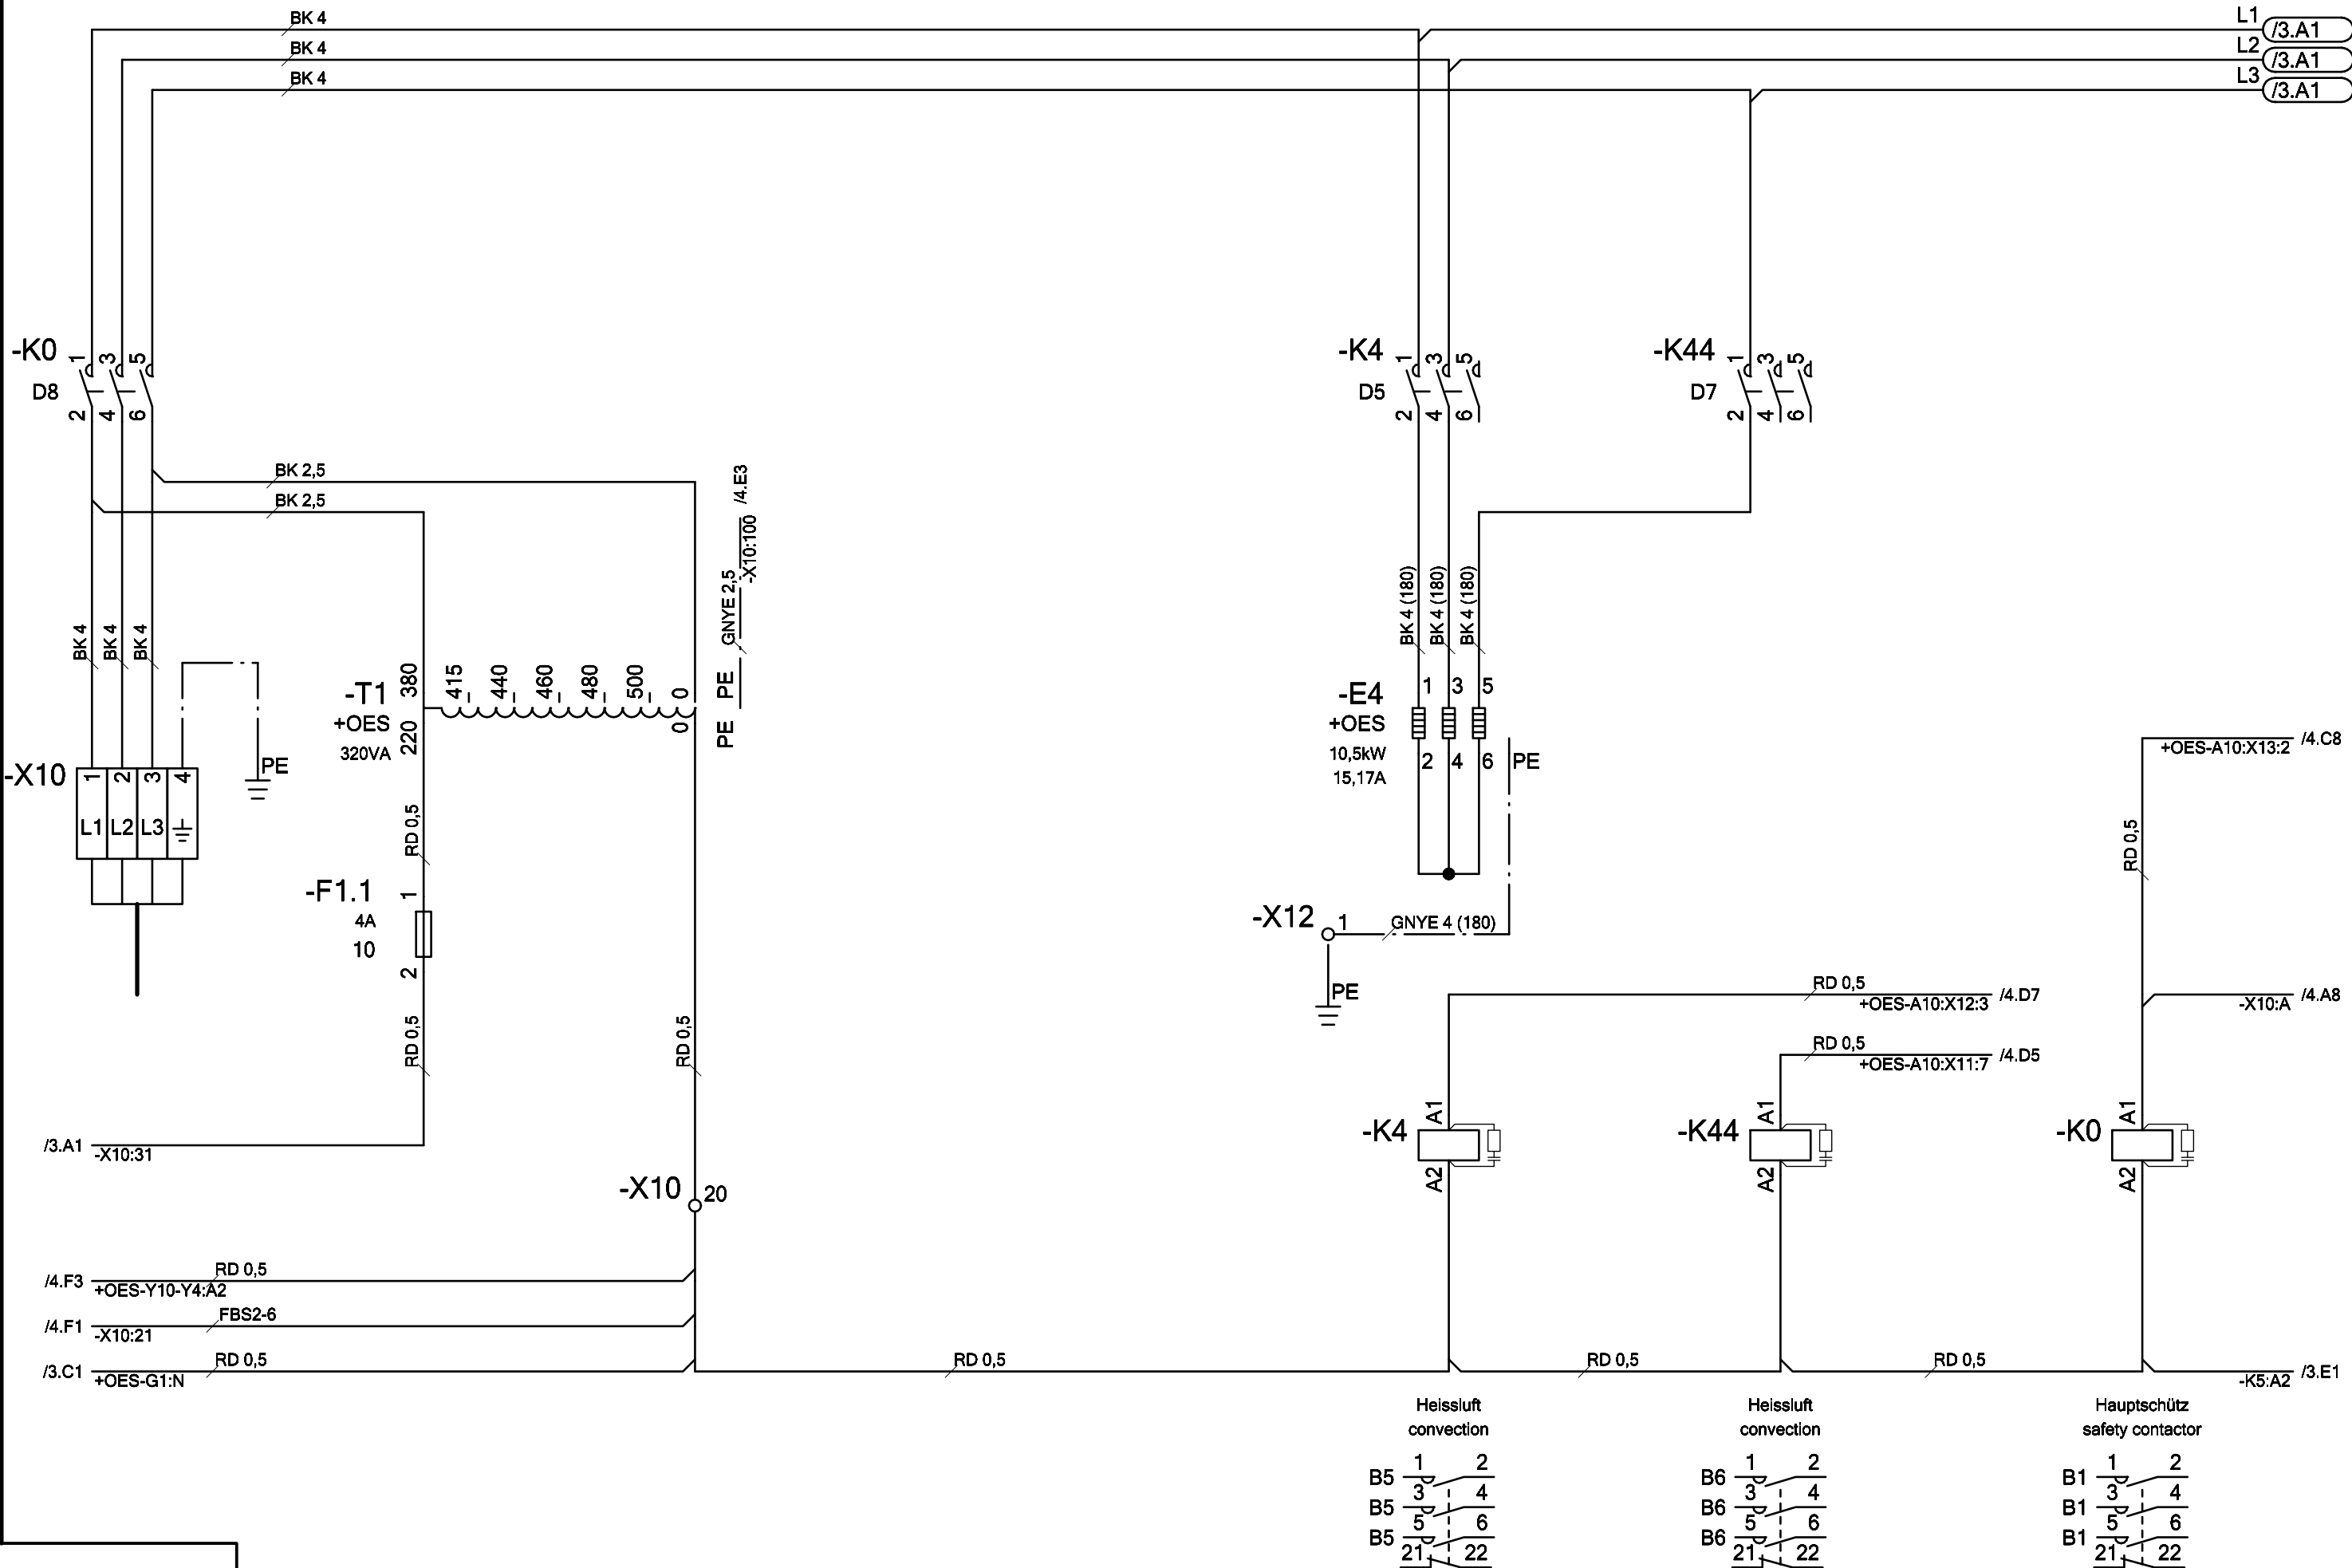 BK 4
L1
/3.A1
BK 4
L2
/3.A1
BK 4
L3
/3.A1
-K0
1 3 5
D8
2 4 6
-K4
1 3 5
D5
2 4 6
-K44
1 3 5
D7
2 4 6
BK 2,5
BK 2,5
/4.E3
-X10:100
GNYE 2,5
PE
PE
BK 4
BK 4
BK 4
BK 4 (180)
BK 4 (180)
BK 4 (180)
-T1
+OES
320VA
380
220
415
440
460
480
500
0
0
-E4
+OES
10,5kW
15,17A
1 3 5
2 4 6
PE
-X10
1 2 3 4
L1 L2 L3
PE
+OES-A10:X13:2
/4.C8
RD 0,5
RD 0,5
-F1.1
4A
10
1
2
-X12
1
GNYE 4 (180)
PE
RD 0,5
+OES-A10:X12:3
/4.D7
-X10:A
/4.A8
RD 0,5
+OES-A10:X11:7
/4.D5
RD 0,5
RD 0,5
-K4
A1
A2
-K44
A1
A2
-K0
A1
A2
/3.A1
-X10:31
-X10
20
/4.F3
RD 0,5
+OES-Y10-Y4:A2
/4.F1
FBS2-6
-X10:21
/3.C1
RD 0,5
+OES-G1:N
RD 0,5
RD 0,5
RD 0,5
-K5:A2
/3.E1
Heissluft
convection
Heissluft
convection
Hauptschütz
safety contactor
B5 1 2
B5 3 4
B5 5 6
21 22
B6 1 2
B6 3 4
B6 5 6
21 22
B1 1 2
B1 3 4
B1 5 6
21 22